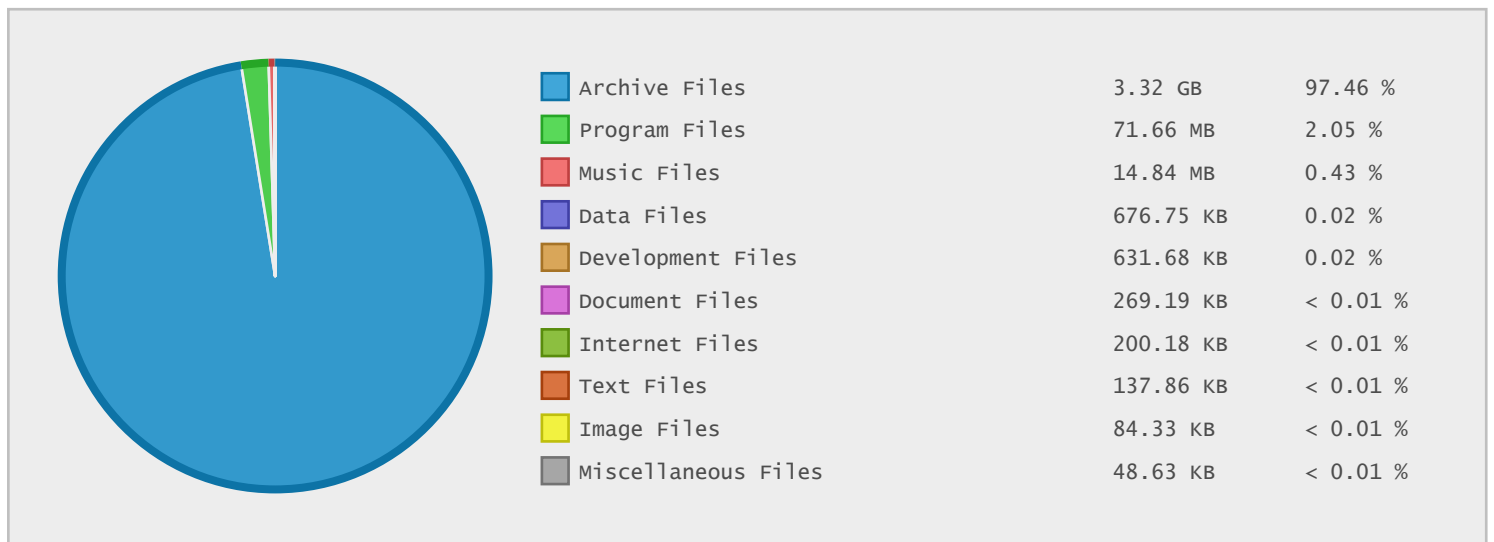 Archive Files 3.32 GB 97.46 %
Program Files 71.66 MB 2.05 %
Music Files 14.84 MB 0.43 %
Data Files 676.75 KB 0.02 %
Development Files 631.68 KB 0.02 %
Document Files 269.19 KB < 0.01 %
Internet Files 200.18 KB < 0.01 %
Text Files 137.86 KB < 0.01 %
Image Files 84.33 KB < 0.01 %
Miscellaneous Files 48.63 KB < 0.01 %